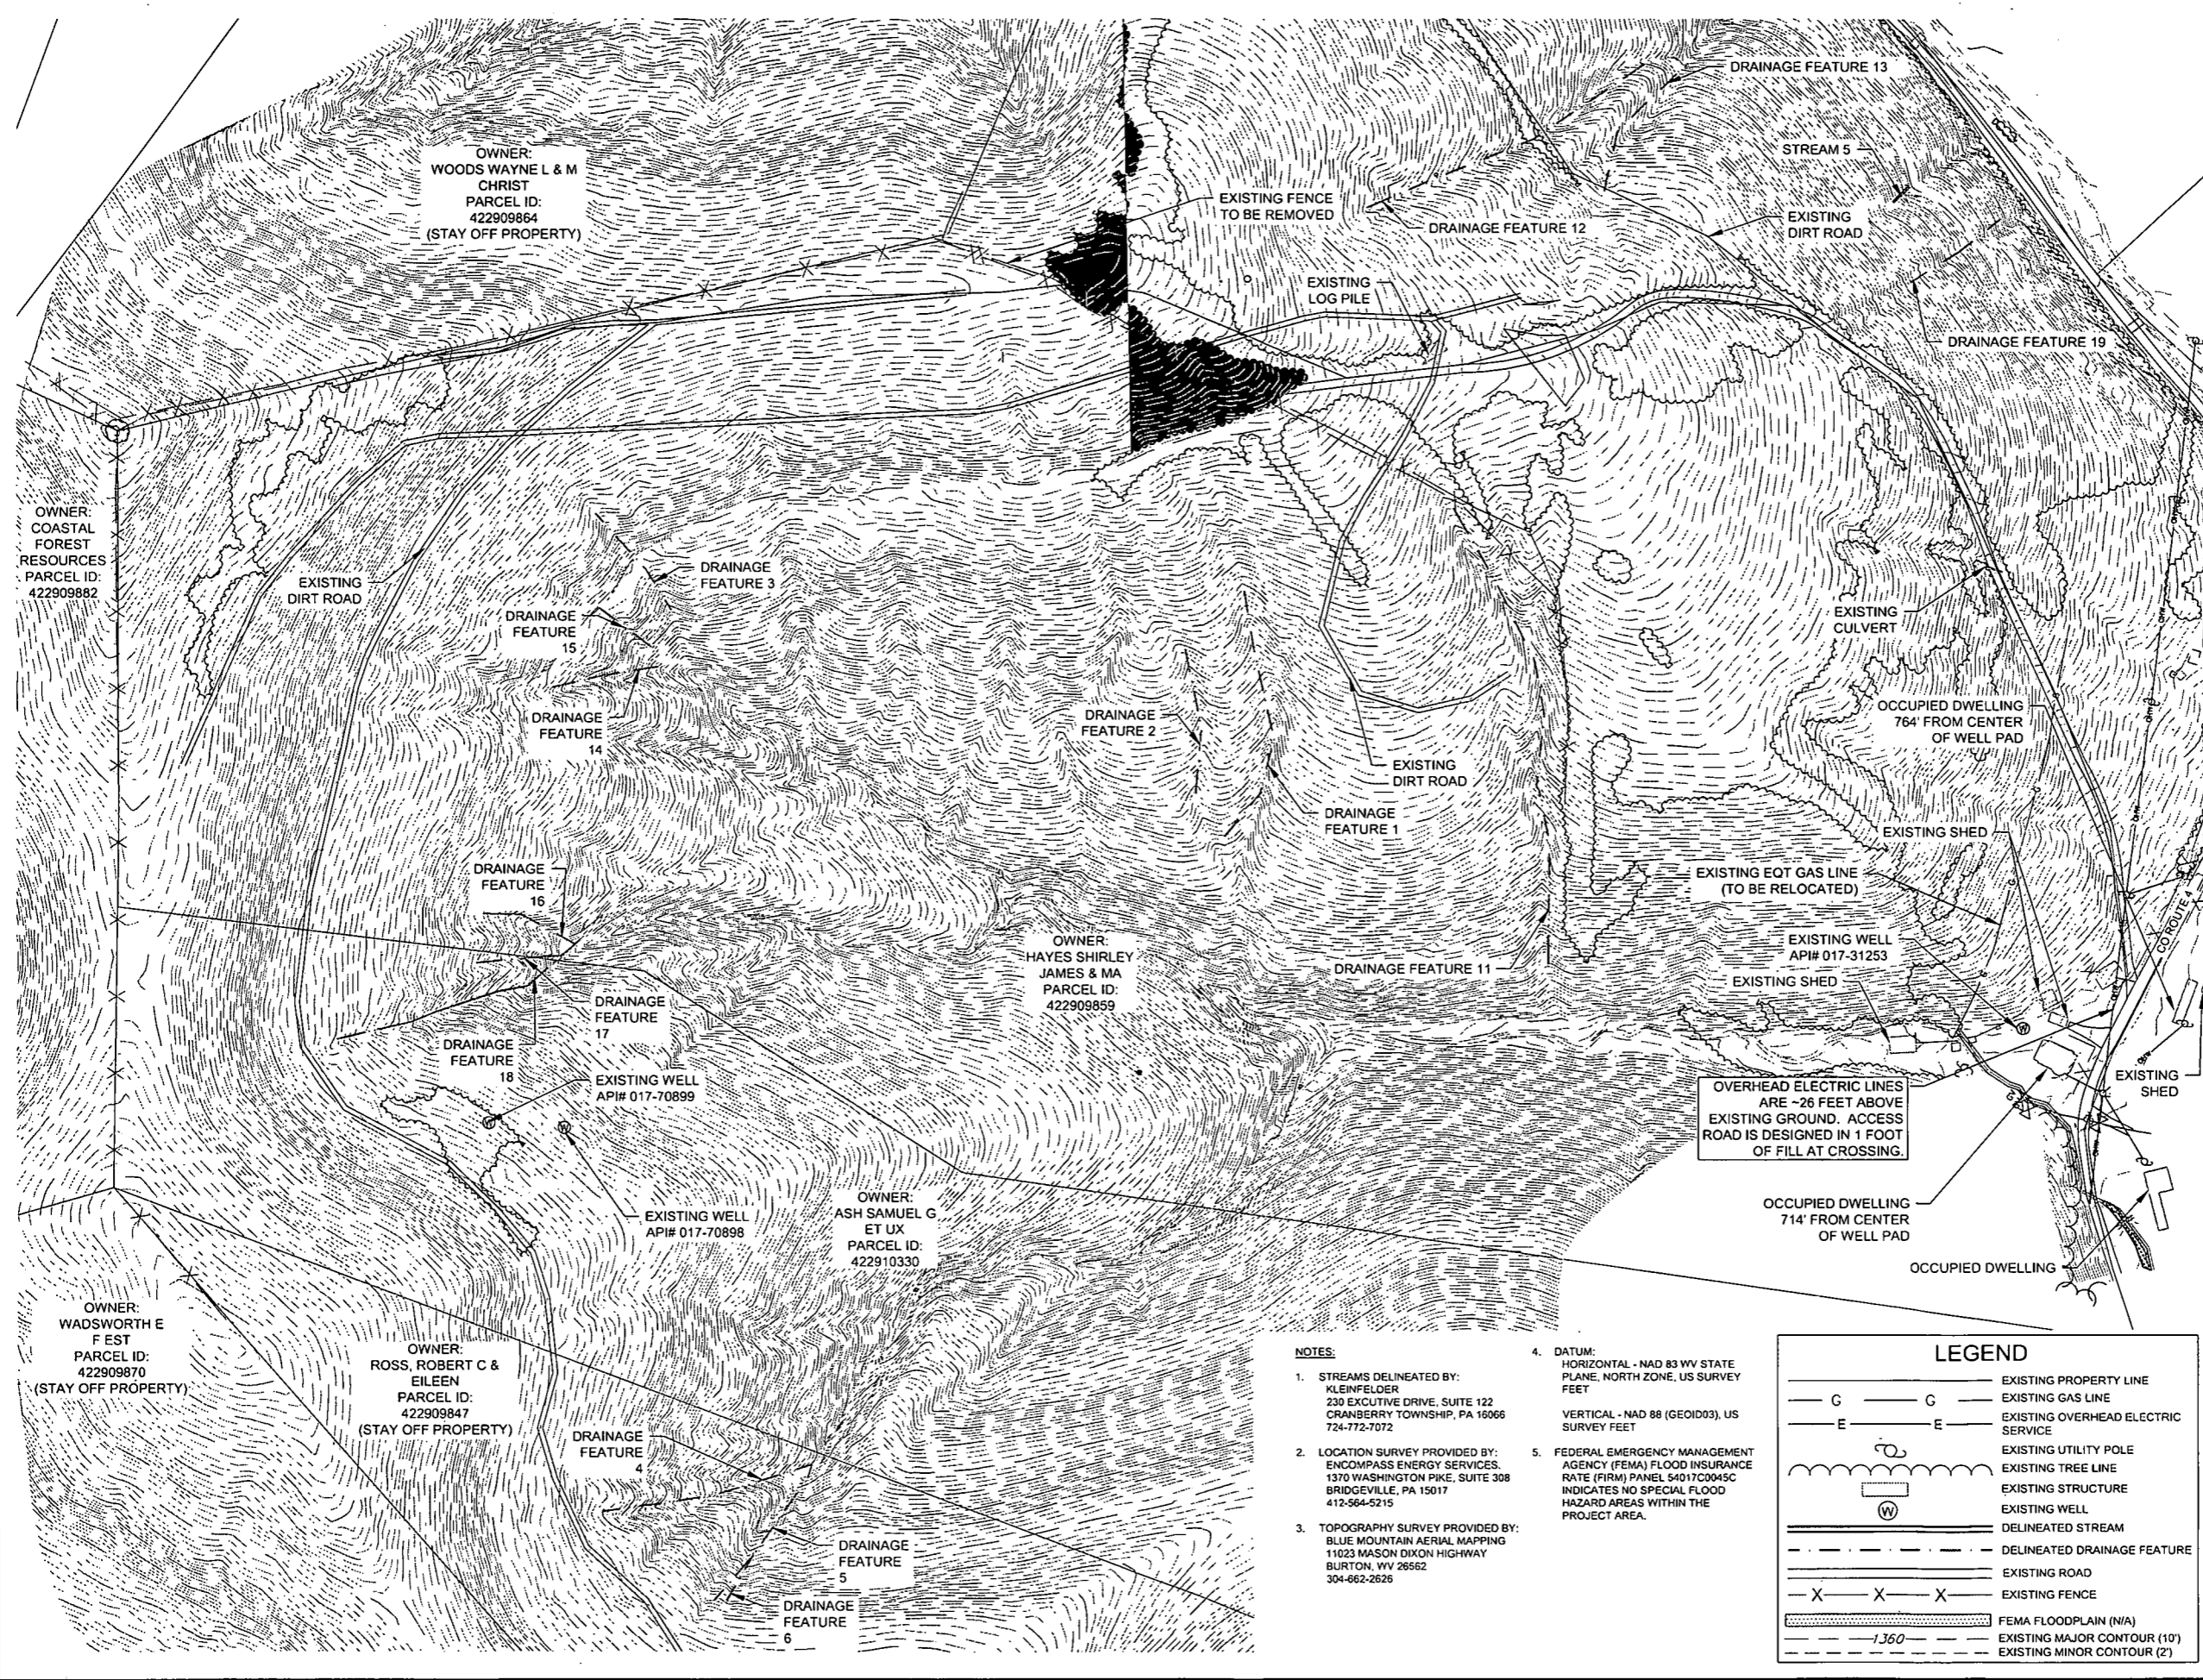 DRAINAGE FEATURE 13
STREAM 5
OWNER:
WOODS WAYNE L & M
CHRIST
PARCEL ID:
422909864
(STAY OFF PROPERTY)
EXISTING FENCE
TO BE REMOVED
DRAINAGE FEATURE 12
EXISTING
DIRT ROAD
EXISTING
LOG PILE
DRAINAGE FEATURE 19
OWNER:
COASTAL
FOREST
RESOURCES
PARCEL ID:
422909882
EXISTING
DIRT ROAD
DRAINAGE
FEATURE 3
DRAINAGE
FEATURE
15
DRAINAGE
FEATURE
14
DRAINAGE
FEATURE 2
EXISTING
DIRT ROAD
DRAINAGE
FEATURE 1
EXISTING
CULVERT
OCCUPIED DWELLING
764' FROM CENTER
OF WELL PAD
EXISTING SHED
EXISTING EQT GAS LINE
(TO BE RELOCATED)
CO ROUTE 4
EXISTING WELL
API# 017-31253
EXISTING SHED
DRAINAGE FEATURE 11
DRAINAGE
FEATURE
16
OWNER:
HAYES SHIRLEY
JAMES & MA
PARCEL ID:
422909859
DRAINAGE
FEATURE
17
DRAINAGE
FEATURE
18
EXISTING WELL
API# 017-70899
EXISTING WELL
API# 017-70898
EXISTING
SHED
OVERHEAD ELECTRIC LINES
ARE ~26 FEET ABOVE
EXISTING GROUND. ACCESS
ROAD IS DESIGNED IN 1 FOOT
OF FILL AT CROSSING.
OWNER:
ASH SAMUEL G
ET UX
PARCEL ID:
422910330
OCCUPIED DWELLING
714' FROM CENTER
OF WELL PAD
OCCUPIED DWELLING
OWNER:
WADSWORTH E
F EST
PARCEL ID:
422909870
(STAY OFF PROPERTY)
OWNER:
ROSS, ROBERT C &
EILEEN
PARCEL ID:
422909847
(STAY OFF PROPERTY)
DRAINAGE
FEATURE
4
DRAINAGE
FEATURE
5
DRAINAGE
FEATURE
6
NOTES:
1. STREAMS DELINEATED BY:
KLEINFELDER
230 EXCUTIVE DRIVE, SUITE 122
CRANBERRY TOWNSHIP, PA 16066
724-772-7072
2. LOCATION SURVEY PROVIDED BY:
ENCOMPASS ENERGY SERVICES.
1370 WASHINGTON PIKE, SUITE 308
BRIDGEVILLE, PA 15017
412-564-5215
3. TOPOGRAPHY SURVEY PROVIDED BY:
BLUE MOUNTAIN AERIAL MAPPING
11023 MASON DIXON HIGHWAY
BURTON, WV 26562
304-662-2626
4. DATUM:
HORIZONTAL - NAD 83 WV STATE
PLANE, NORTH ZONE, US SURVEY
FEET
VERTICAL - NAD 88 (GEOID03), US
SURVEY FEET
5. FEDERAL EMERGENCY MANAGEMENT
AGENCY (FEMA) FLOOD INSURANCE
RATE (FIRM) PANEL 54017C0045C
INDICATES NO SPECIAL FLOOD
HAZARD AREAS WITHIN THE
PROJECT AREA.
LEGEND
EXISTING PROPERTY LINE
G G EXISTING GAS LINE
E E EXISTING OVERHEAD ELECTRIC
SERVICE
EXISTING UTILITY POLE
EXISTING TREE LINE
EXISTING STRUCTURE
W EXISTING WELL
DELINEATED STREAM
DELINEATED DRAINAGE FEATURE
EXISTING ROAD
X X X EXISTING FENCE
FEMA FLOODPLAIN (N/A)
1360 EXISTING MAJOR CONTOUR (10')
EXISTING MINOR CONTOUR (2')